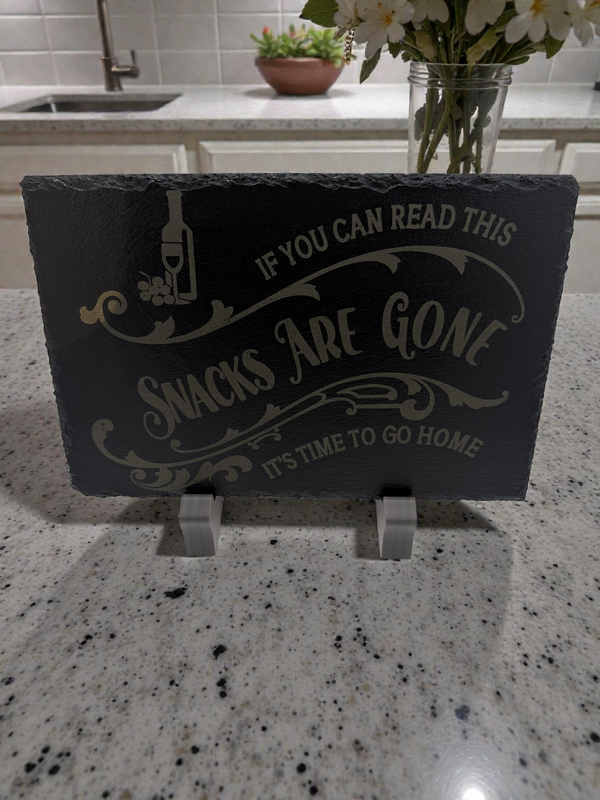 IF YOU CAN READ THIS
SNACKS ARE GONE
IT'S TIME TO GO HOME